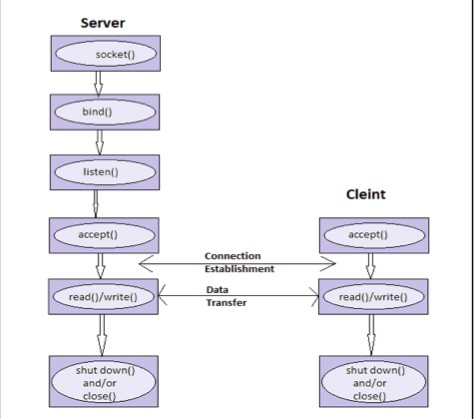 Server
socket()
bind()
listen()
Cleint
accept()
accept()
Connection
Establishment
read()/write()
Data
Transfer
read()/write()
shut down()
and/or
close()
shut down()
and/or
close()